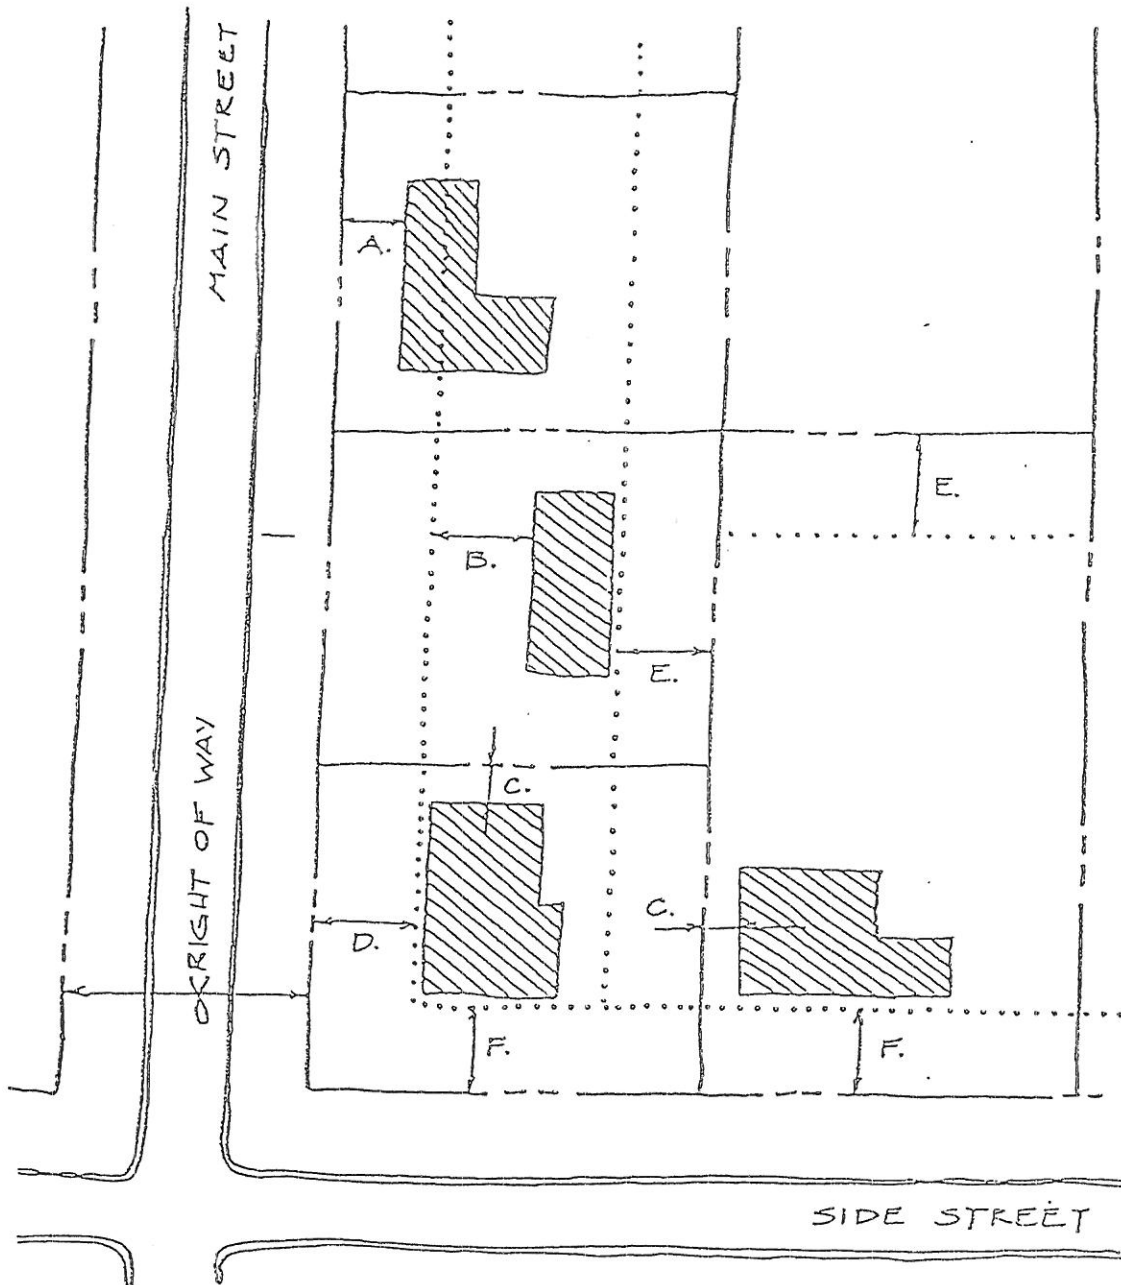 MAIN STREET
A.
B.
E.
E.
C.
RIGHT OF WAY
C.
D.
F.
F.
SIDE STREET